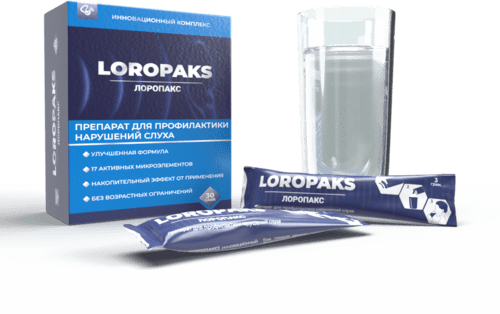 ИННОВАЦИОННЫЙ КОМПЛЕКС
LOROPAKS
ЛОРОПАКС
ПРЕПАРАТ ДЛЯ ПРОФИЛАКТИКИ
НАРУШЕНИЙ СЛУХА
УЛУЧШЕННАЯ ФОРМУЛА
17 АКТИВНЫХ МИКРОЭЛЕМЕНТОВ
НАКОПИТЕЛЬНЫЙ ЭФФЕКТ ОТ ПРИМЕНЕНИЯ
БЕЗ ВОЗРАСТНЫХ ОГРАНИЧЕНИЙ
30
LOROPAKS
ЛОРОПАКС
LOROPAKS
ЛОРОПАКС
3